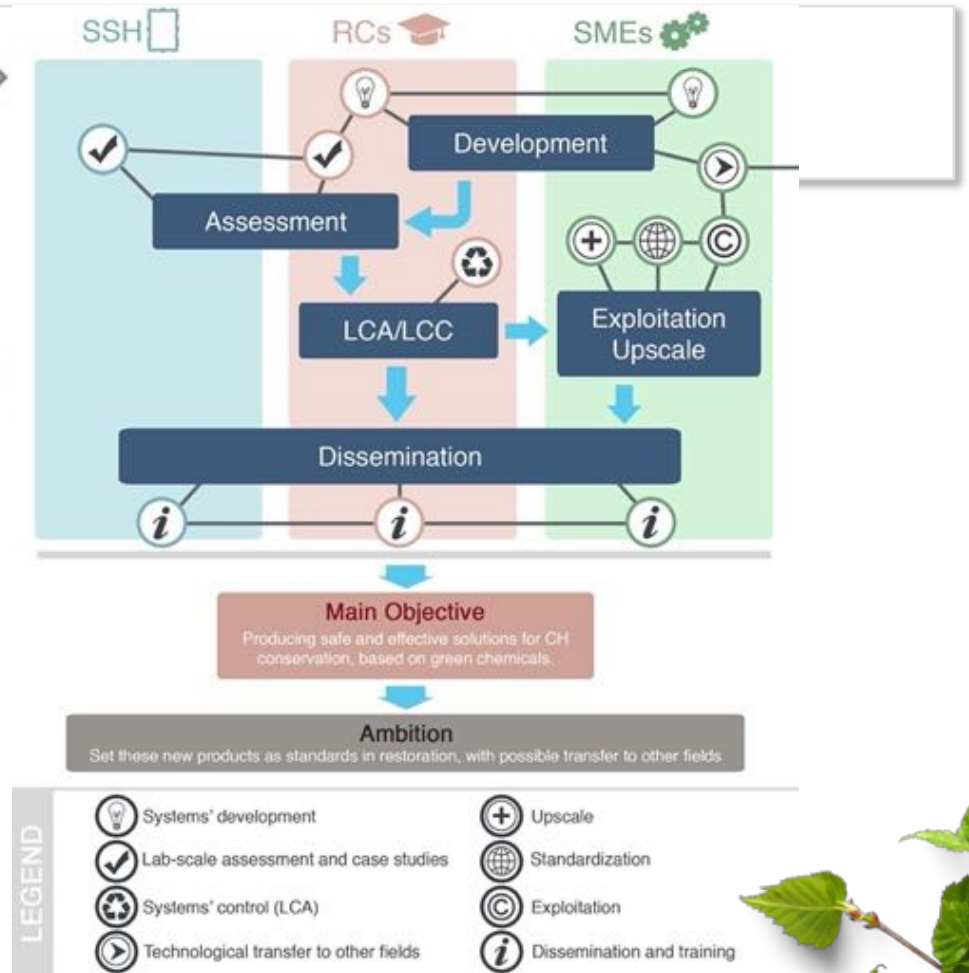 SSH RCs SMEs
Development
Assessment
LCA/LCC
Exploitation
Upscale
Dissemination
Main Objective
Producing safe and effective solutions for CH
conservation, based on green chemicals.
Ambition
Set these new products as standards in restoration, with possible transfer to other fields
LEGEND
Systems' development
Lab-scale assessment and case studies
Systems' control (LCA)
Technological transfer to other fields
Upscale
Standardization
Exploitation
Dissemination and training